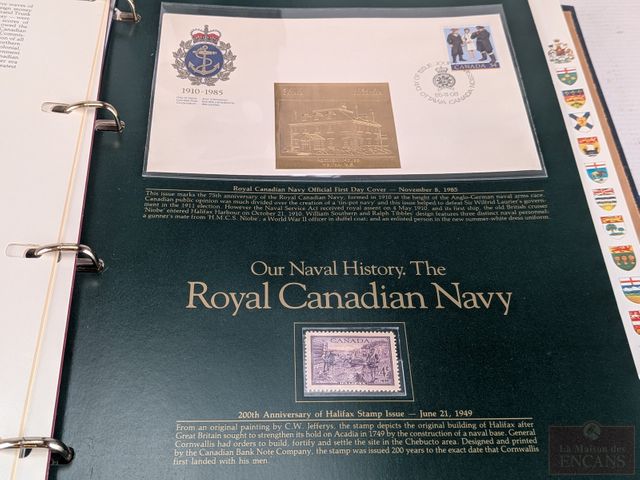 1910-1985
CANADA 34
DAY OF ISSUE
OTTAWA, CANADA
Royal Canadian Navy Official First Day Cover — November 8, 1985
This issue marks the 75th anniversary of the Royal Canadian Navy, formed in 1910 at the height of the Anglo-German naval arms race.
Canadian public opinion was much divided over the creation of a 'tin-pot navy' and this issue helped to defeat Sir Wilfrid Laurier's govern-
ment in the 1911 election. However the Naval Service Act received royal assent on 4 May 1910, and its first ship, the old British cruiser
'Niobe' entered Halifax Harbour on October 21, 1910. William Southern and Ralph Tibbles' design features three distinct naval personnel:
a gunner's mate from 'H.M.C.S. Niobe', a World War II officer in duffel coat; and an enlisted person in the new summer-white dress uniform.
Our Naval History. The
Royal Canadian Navy
CANADA
4
HALIFAX
200th Anniversary of Halifax Stamp Issue — June 21, 1949
From an original painting by C.W. Jefferys, the stamp depicts the original building of Halifax after
Great Britain sought to strengthen its hold on Acadia in 1749 by the construction of a naval base. General
Cornwallis had orders to build, fortify and settle the site in the Chebucto area. Designed and printed
by the Canadian Bank Note Company, the stamp was issued 200 years to the exact date that Cornwallis
first landed with his men.
La Maison des
ENCANS